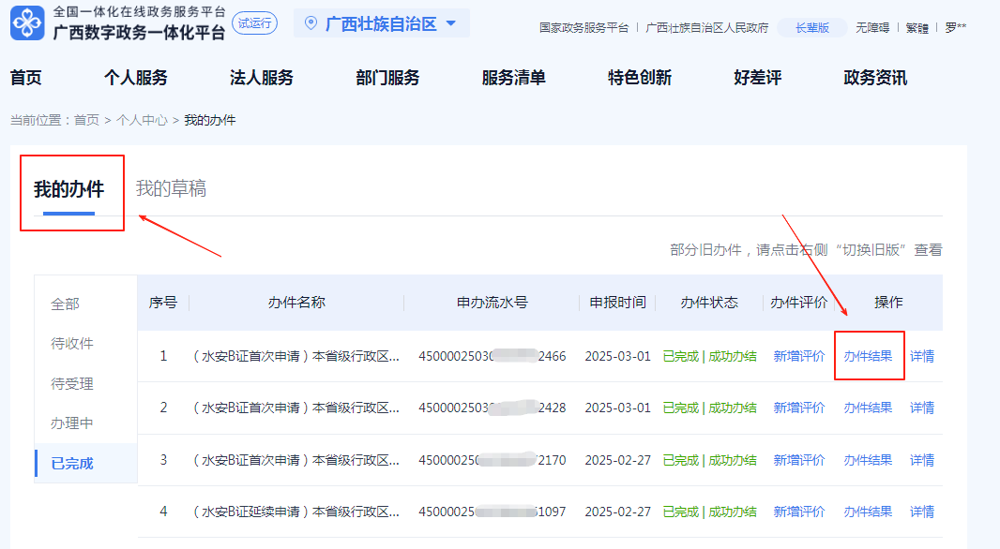 全国一体化在线政务服务平台
广西数字政务一体化平台
试运行
广西壮族自治区
国家政务服务平台 | 广西壮族自治区人民政府 长辈版 无障碍 | 繁體 | 罗**
首页 个人服务 法人服务 部门服务 服务清单 特色创新 好差评 政务资讯
当前位置：首页 > 个人中心 > 我的办件
我的办件 我的草稿
部分旧办件，请点击右侧“切换旧版”查看
全部
待收件
待受理
办理中
已完成
序号 办件名称 申办流水号 申报时间 办件状态 办件评价 操作
1 （水安B证首次申请）本省级行政区... 4500002503 2466 2025-03-01 已完成 | 成功办结 新增评价 办件结果 详情
2 （水安B证首次申请）本省级行政区... 450000250 2428 2025-03-01 已完成 | 成功办结 新增评价 办件结果 详情
3 （水安B证首次申请）本省级行政区... 45000025 2170 2025-02-27 已完成 | 成功办结 新增评价 办件结果 详情
4 （水安B证延续申请）本省级行政区... 45000025 1097 2025-02-27 已完成 | 成功办结 新增评价 办件结果 详情